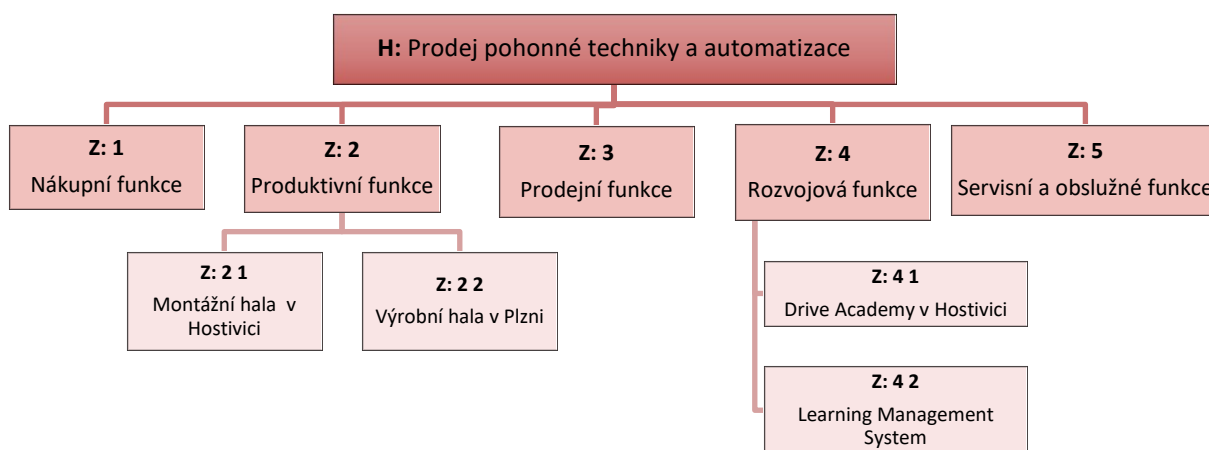 H: Prodej pohonné techniky a automatizace
Z: 1
Nákupní funkce
Z: 2
Produktivní funkce
Z: 3
Prodejní funkce
Z: 4
Rozvojová funkce
Z: 5
Servisní a obslužné funkce
Z: 2 1
Montážní hala v
Hostivici
Z: 2 2
Výrobní hala v Plzni
Z: 4 1
Drive Academy v Hostivici
Z: 4 2
Learning Management
System